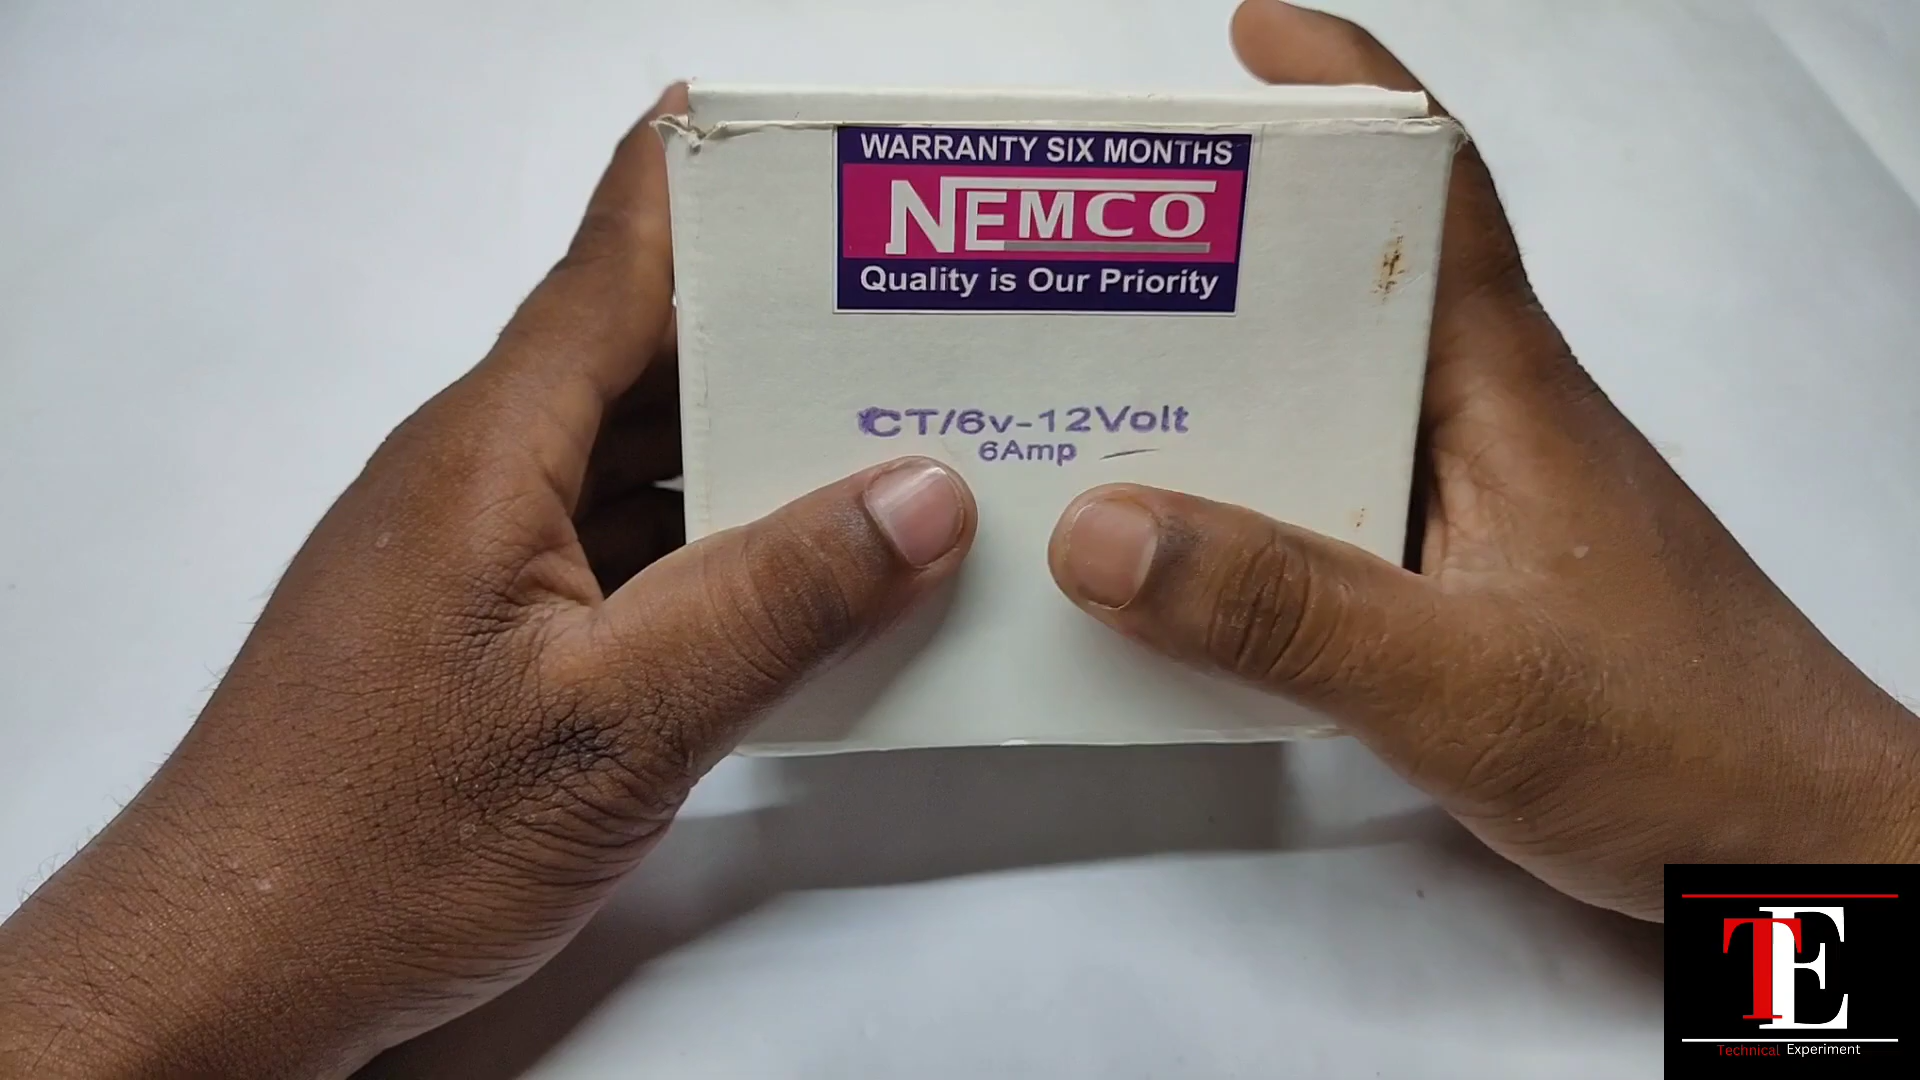 WARRANTY SIX MONTHS
NEMCO
Quality is Our Priority
CT/6v-12Volt
6Amp
TE
Technical Experiment